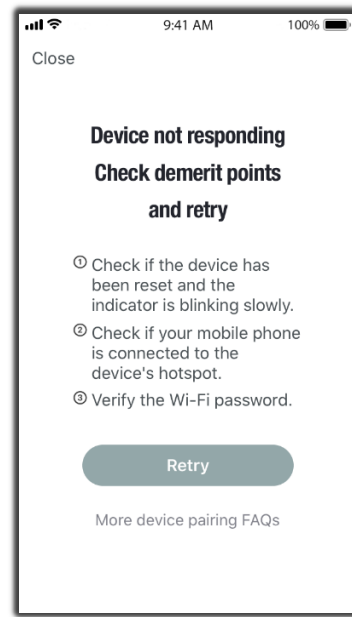 9:41 AM
100%
Close
Device not responding
Check demerit points
and retry
① Check if the device has
been reset and the
indicator is blinking slowly.
② Check if your mobile phone
is connected to the
device's hotspot.
③ Verify the Wi-Fi password.
Retry
More device pairing FAQs